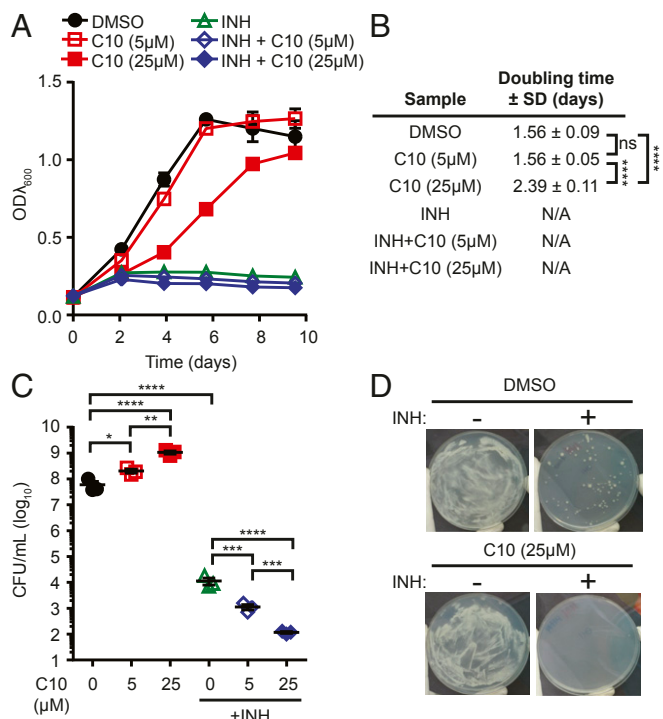 A
DMSO
INH
C10 (5µM)
INH + C10 (5µM)
C10 (25µM)
INH + C10 (25µM)
1.5
1.0
0.5
0.0
ODλ600
0 2 4 6 8 10
Time (days)
B
Doubling time
Sample ± SD (days)
DMSO 1.56 ± 0.09
C10 (5µM) 1.56 ± 0.05
C10 (25µM) 2.39 ± 0.11
INH N/A
INH+C10 (5µM) N/A
INH+C10 (25µM) N/A
ns
****
****
C
****
****
* **
****
*** ***
10
9
8
7
6
5
4
3
2
1
CFU/mL (log10)
C10 0 5 25 0 5 25
(µM)
+INH
D
DMSO
INH: - +
C10 (25µM)
INH: - +